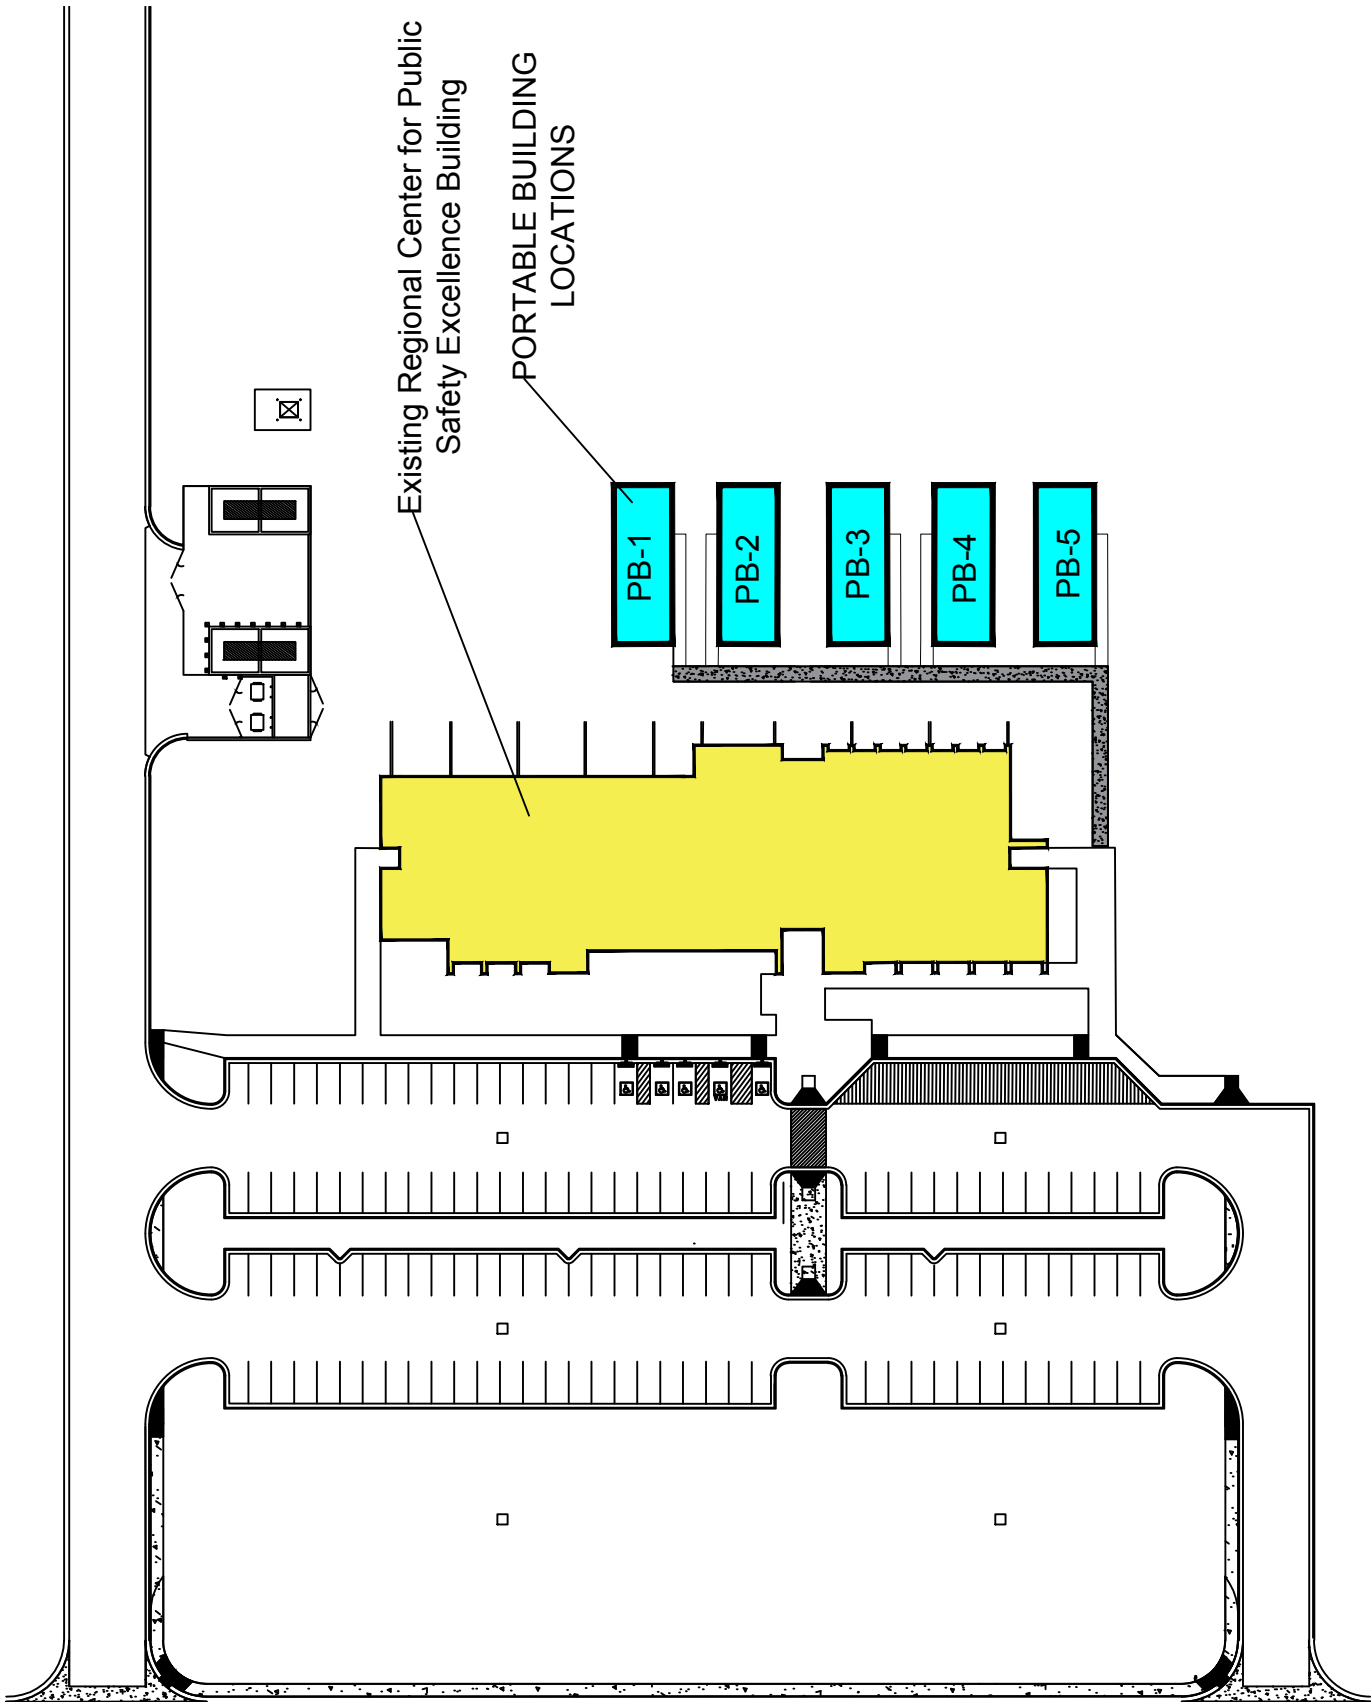 Existing Regional Center for Public
Safety Excellence Building
PORTABLE BUILDING
LOCATIONS
PB-1
PB-2
PB-3
PB-4
PB-5